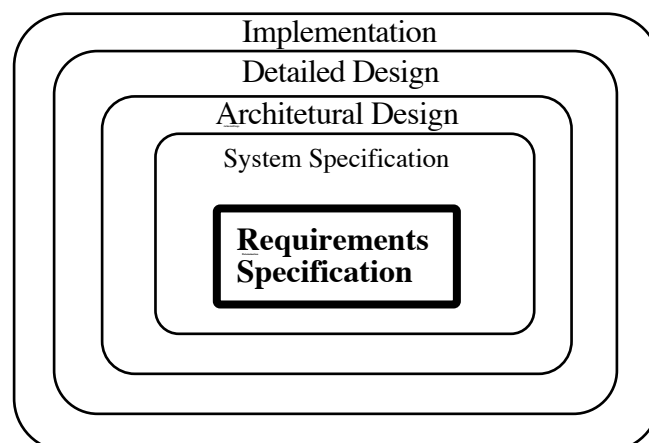 Implementation
Detailed Design
Architetural Design
System Specification
Requirements
Specification